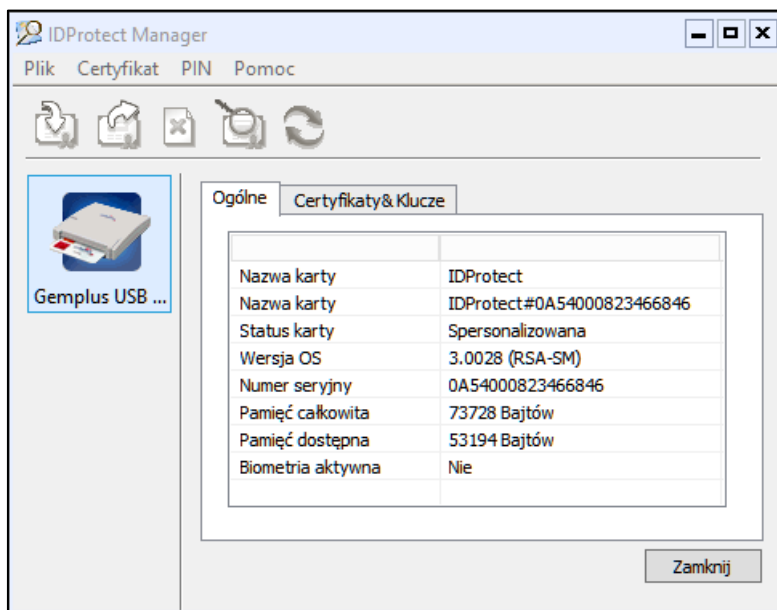 IDProtect Manager
Plik Certyfikat PIN Pomoc
Ogólne Certyfikaty& Klucze
Gemplus USB ...
Nazwa karty IDProtect
Nazwa karty IDProtect#0A54000823466846
Status karty Spersonalizowana
Wersja OS 3.0028 (RSA-SM)
Numer seryjny 0A54000823466846
Pamięć całkowita 73728 Bajtów
Pamięć dostępna 53194 Bajtów
Biometria aktywna Nie
Zamknij